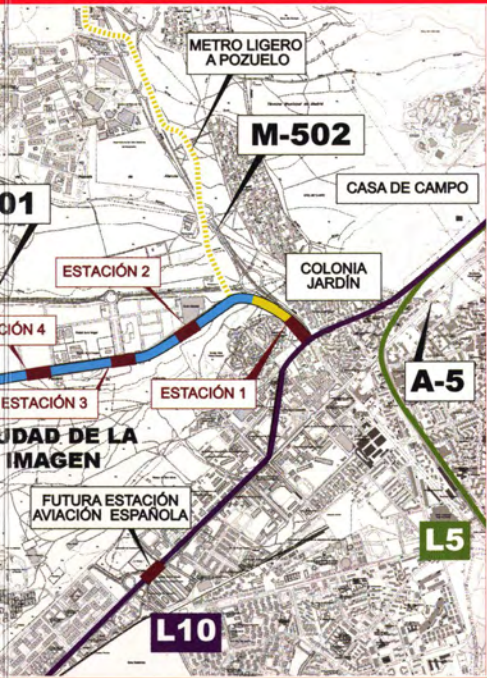 METRO LIGERO
A POZUELO
M-502
CASA DE CAMPO
01
ESTACIÓN 2
COLONIA
JARDÍN
CIÓN 4
A-5
ESTACIÓN 3
ESTACIÓN 1
UDAD DE LA
IMAGEN
FUTURA ESTACIÓN
AVIACIÓN ESPAÑOLA
L5
L10